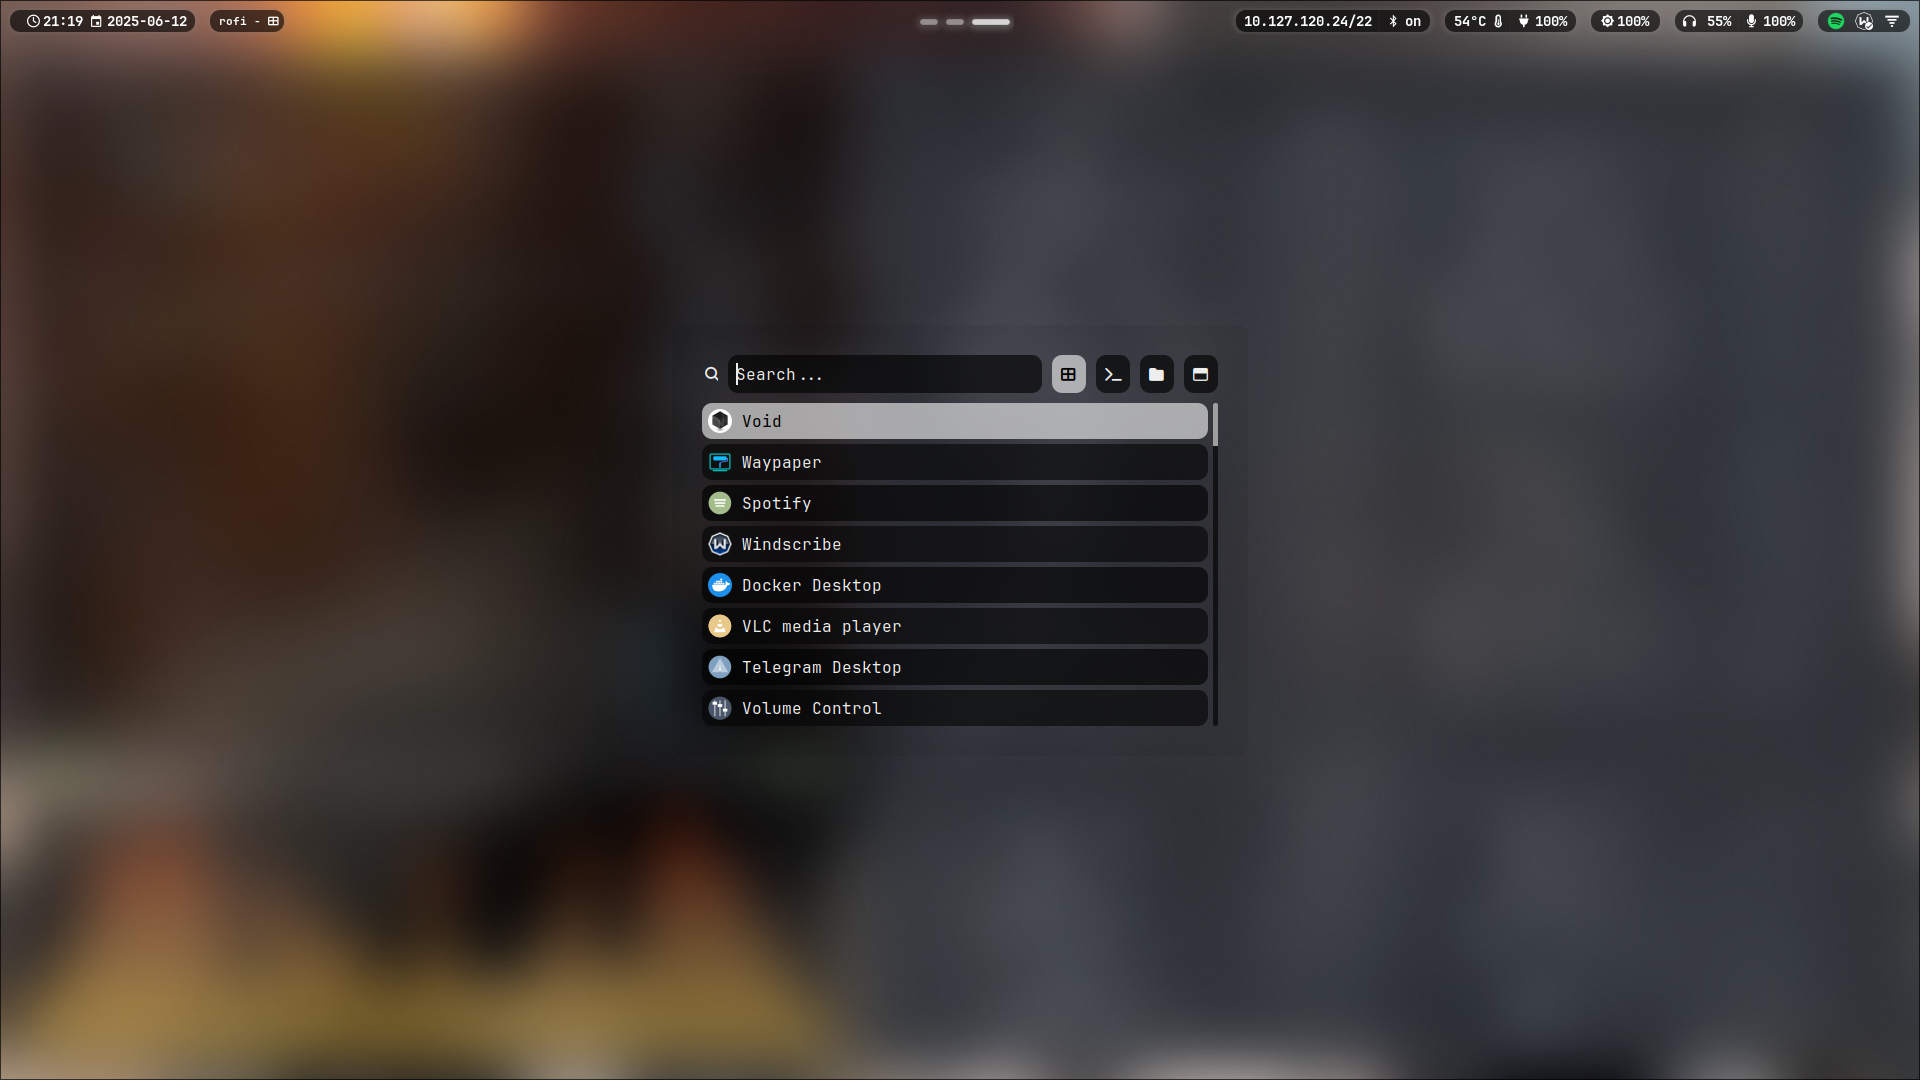 21:19 2025-06-12
rofi -
10.127.120.24/22 on
54°C 100%
100%
55% 100%
Search...
Void
Waypaper
Spotify
Windscribe
Docker Desktop
VLC media player
Telegram Desktop
Volume Control